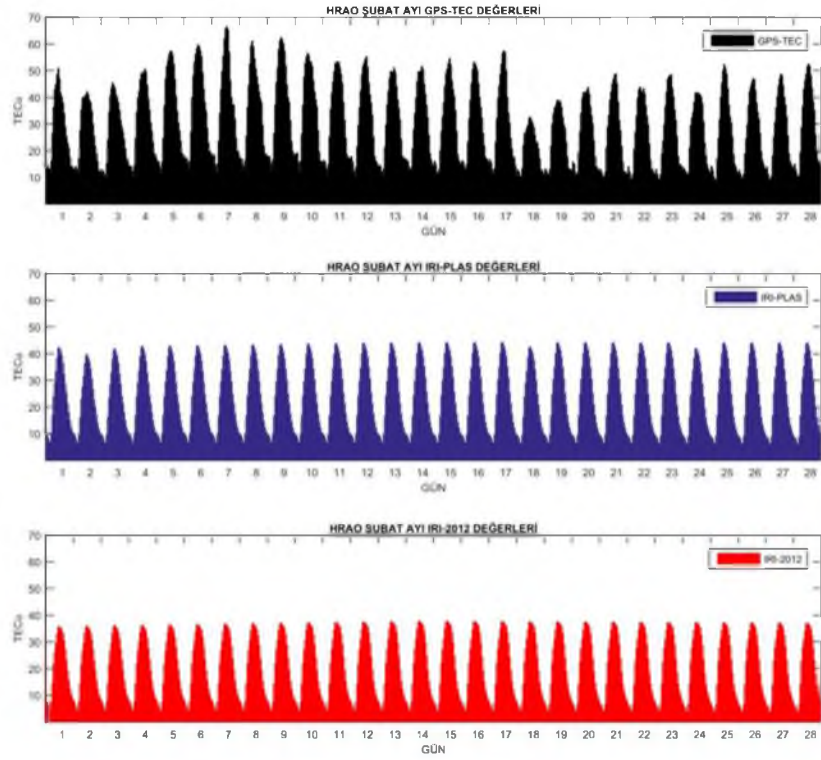 HRAO ŞUBAT AYI GPS-TEC DEĞERLERİ
70
60
50
40
30
20
10
TECu
GPS-TEC
1 2 3 4 5 6 7 8 9 10 11 12 13 14 15 16 17 18 19 20 21 22 23 24 25 26 27 28
GÜN
HRAO ŞUBAT AYI IRI-PLAS DEĞERLERİ
70
60
50
40
30
20
10
TECu
IRI-PLAS
1 2 3 4 5 6 7 8 9 10 11 12 13 14 15 16 17 18 19 20 21 22 23 24 25 26 27 28
GÜN
HRAO ŞUBAT AYI IRI-2012 DEĞERLERİ
70
60
50
40
30
20
10
TECu
IRI-2012
1 2 3 4 5 6 7 8 9 10 11 12 13 14 15 16 17 18 19 20 21 22 23 24 25 26 27 28
GÜN